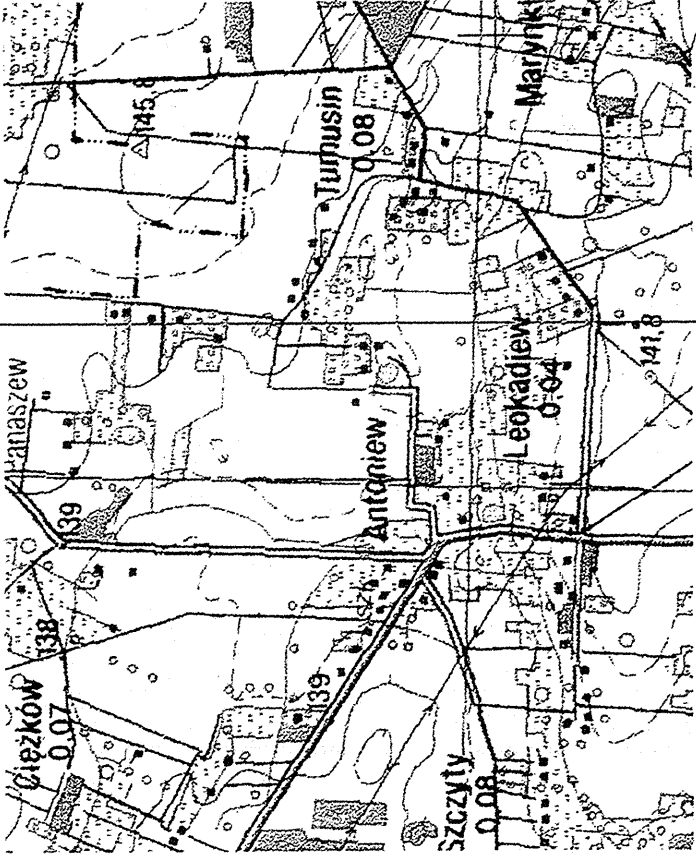 Marynki
145,8
Tumusin
0,08
141,8
Leokadiew
0,04
Antoniew
139
138
139
Ciężków
0,07
Szczyty
0,08